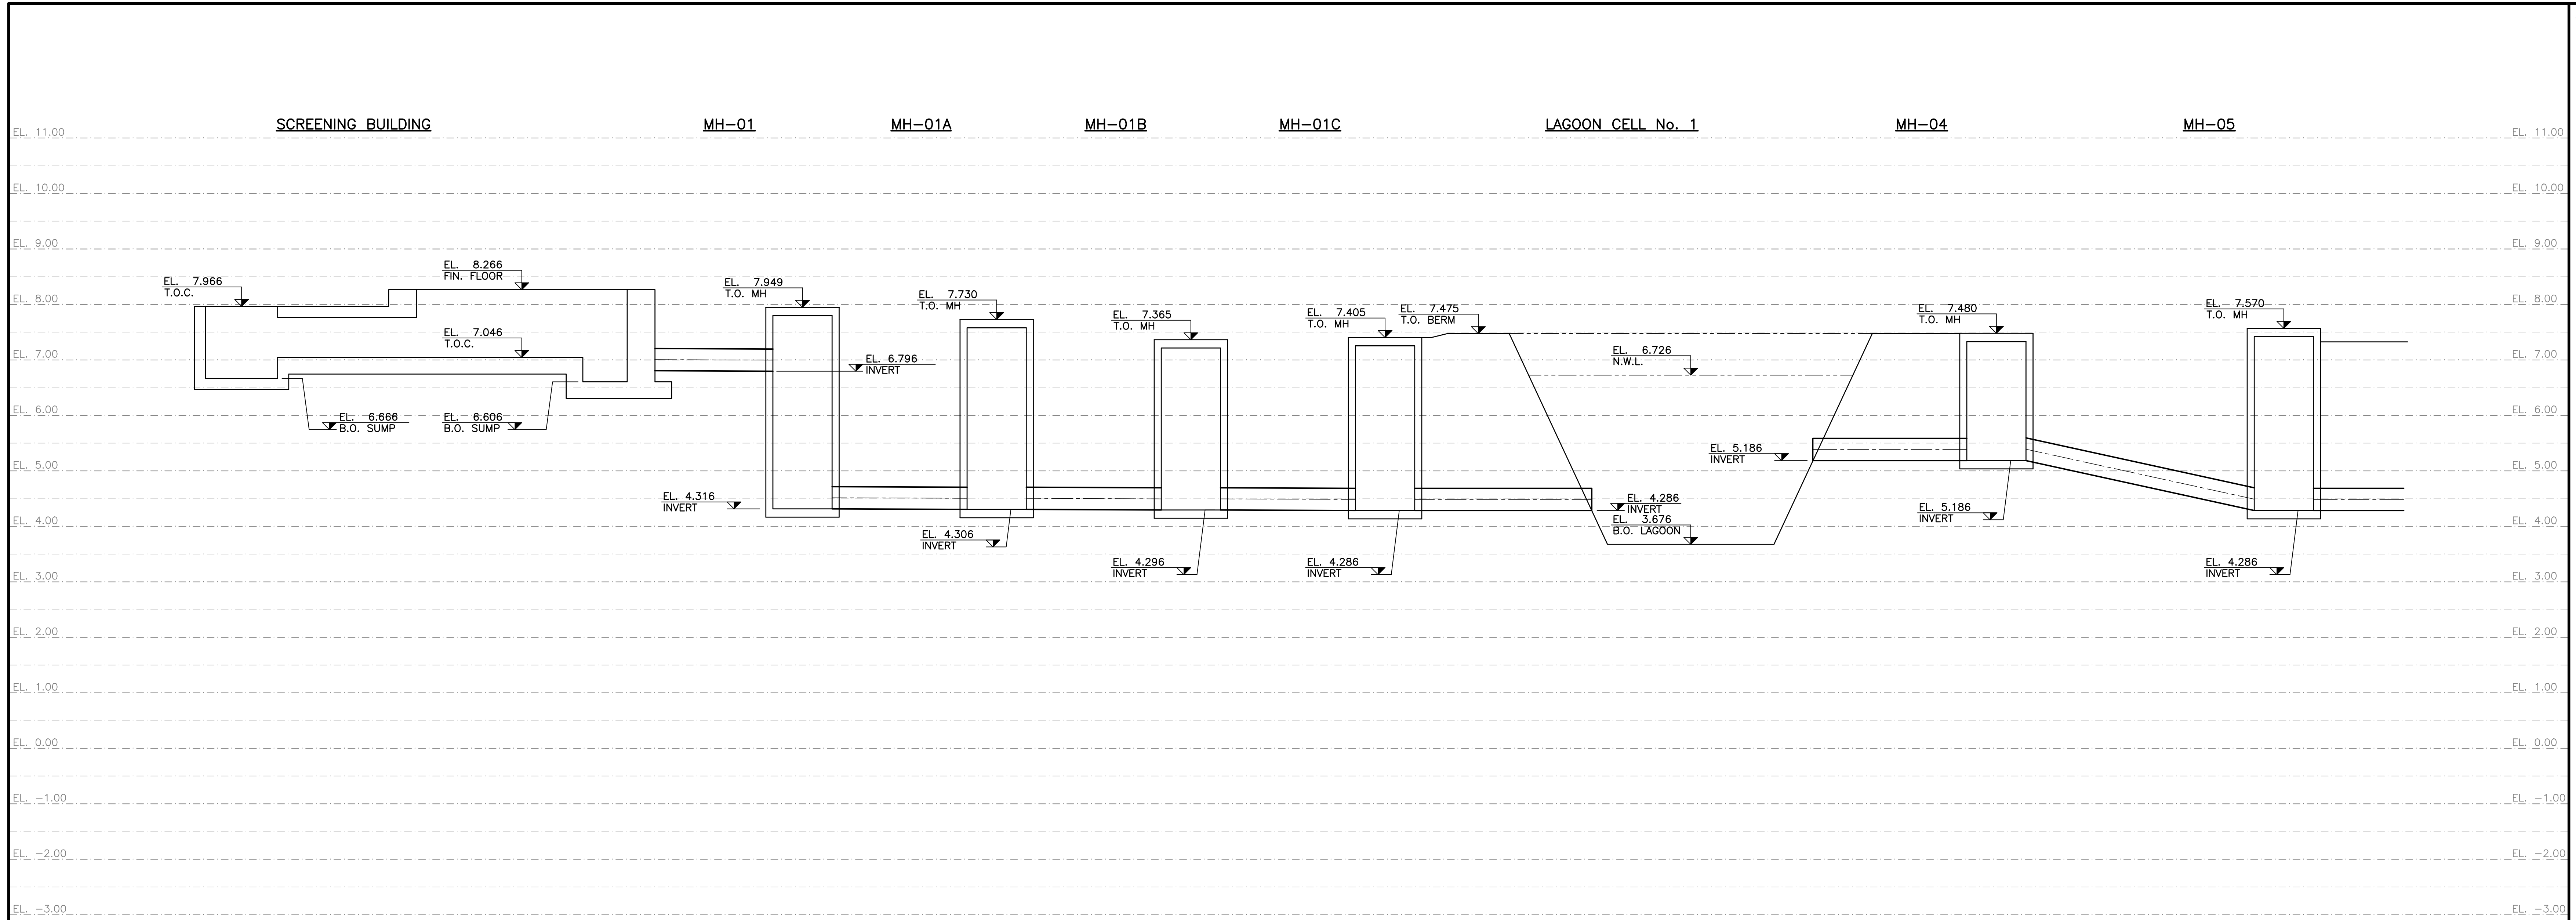 SCREENING BUILDING
MH-01
MH-01A
MH-01B
MH-01C
LAGOON CELL No. 1
MH-04
MH-05
EL. 11.00
EL. 11.00
EL. 10.00
EL. 10.00
EL. 9.00
EL. 9.00
EL. 8.266
FIN. FLOOR
EL. 7.966
T.O.C.
EL. 7.949
T.O. MH
EL. 7.730
T.O. MH
EL. 7.365
T.O. MH
EL. 7.405
T.O. MH
EL. 7.475
T.O. BERM
EL. 7.480
T.O. MH
EL. 7.570
T.O. MH
EL. 8.00
EL. 8.00
EL. 7.046
T.O.C.
EL. 6.796
INVERT
EL. 6.726
N.W.L.
EL. 7.00
EL. 7.00
EL. 6.666
B.O. SUMP
EL. 6.606
B.O. SUMP
EL. 6.00
EL. 6.00
EL. 5.186
INVERT
EL. 5.00
EL. 5.00
EL. 4.316
INVERT
EL. 4.306
INVERT
EL. 4.296
INVERT
EL. 4.286
INVERT
EL. 4.286
INVERT
EL. 3.676
B.O. LAGOON
EL. 5.186
INVERT
EL. 4.286
INVERT
EL. 4.00
EL. 4.00
EL. 3.00
EL. 3.00
EL. 2.00
EL. 2.00
EL. 1.00
EL. 1.00
EL. 0.00
EL. 0.00
EL. -1.00
EL. -1.00
EL. -2.00
EL. -2.00
EL. -3.00
EL. -3.00